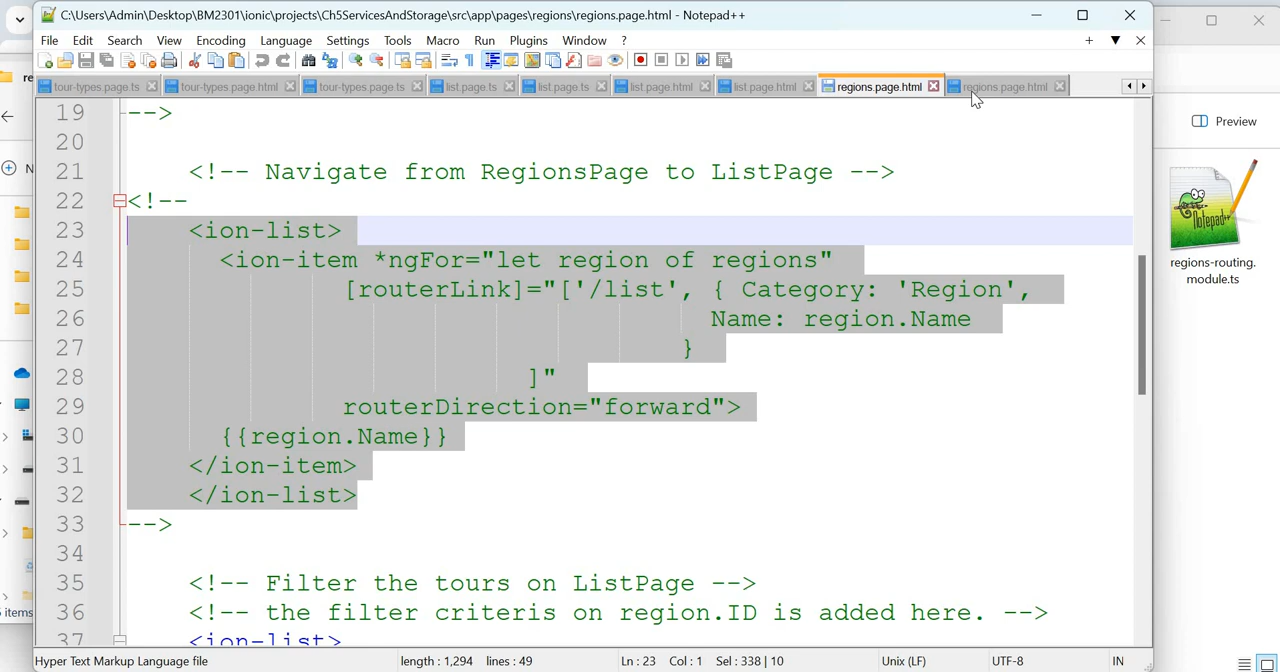 C:\Users\Admin\Desktop\BM2301\ionic\projects\Ch5ServicesAndStorage\src\app\pages\regions\regions.page.html - Notepad++
File Edit Search View Encoding Language Settings Tools Macro Run Plugins Window ?
tour-types.page.ts tour-types.page.html tour-types.page.ts list.page.ts list.page.ts list.page.html list.page.html regions.page.html regions.page.html
19 -->
20
21 <!-- Navigate from RegionsPage to ListPage -->
22 <!--
23 <ion-list>
24 <ion-item *ngFor="let region of regions"
25 [routerLink]="['/list', { Category: 'Region',
26 Name: region.Name
27 }
28 ]"
29 routerDirection="forward">
30 {{region.Name}}
31 </ion-item>
32 </ion-list>
33 -->
34
35 <!-- Filter the tours on ListPage -->
36 <!-- the filter criteris on region.ID is added here. -->
37 <ion-list>
Hyper Text Markup Language file length : 1,294 lines : 49 Ln : 23 Col : 1 Sel : 338 | 10 Unix (LF) UTF-8 IN
re
N
items
Preview
Notepad++
regions-routing.
module.ts